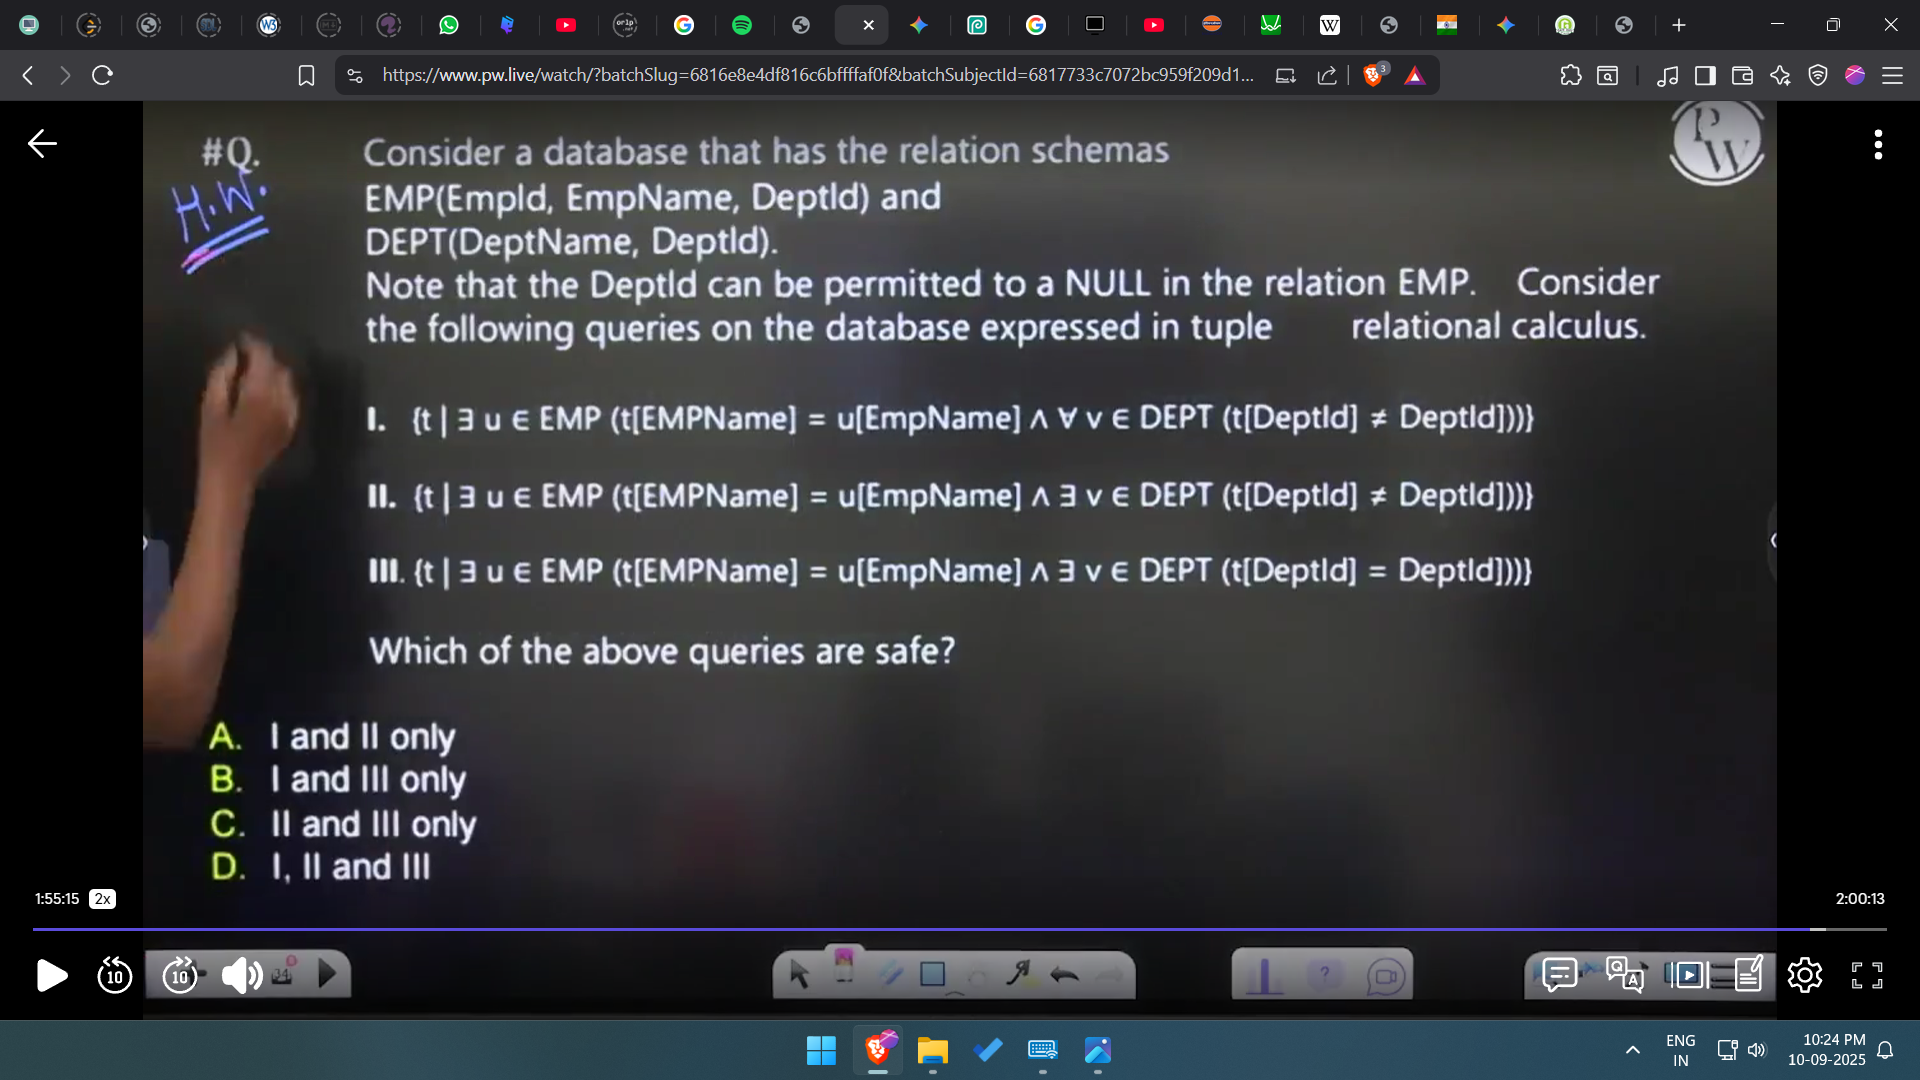 https://www.pw.live/watch/?batchSlug=6816e8e4df816c6bffffaf0f&batchSubjectId=6817733c7072bc959f209d1...
3
#Q.
H.W.
PW
Consider a database that has the relation schemas
EMP(EmpId, EmpName, DeptId) and
DEPT(DeptName, DeptId).
Note that the DeptId can be permitted to a NULL in the relation EMP. Consider
the following queries on the database expressed in tuple relational calculus.
I. {t | ∃ u ∈ EMP (t[EMPName] = u[EmpName] ∧ ∀ v ∈ DEPT (t[DeptId] ≠ DeptId]))}
II. {t | ∃ u ∈ EMP (t[EMPName] = u[EmpName] ∧ ∃ v ∈ DEPT (t[DeptId] ≠ DeptId]))}
III. {t | ∃ u ∈ EMP (t[EMPName] = u[EmpName] ∧ ∃ v ∈ DEPT (t[DeptId] = DeptId]))}
Which of the above queries are safe?
A. I and II only
B. I and III only
C. II and III only
D. I, II and III
1:55:15 2x
2:00:13
10
10
34
ENG
IN
10:24 PM
10-09-2025